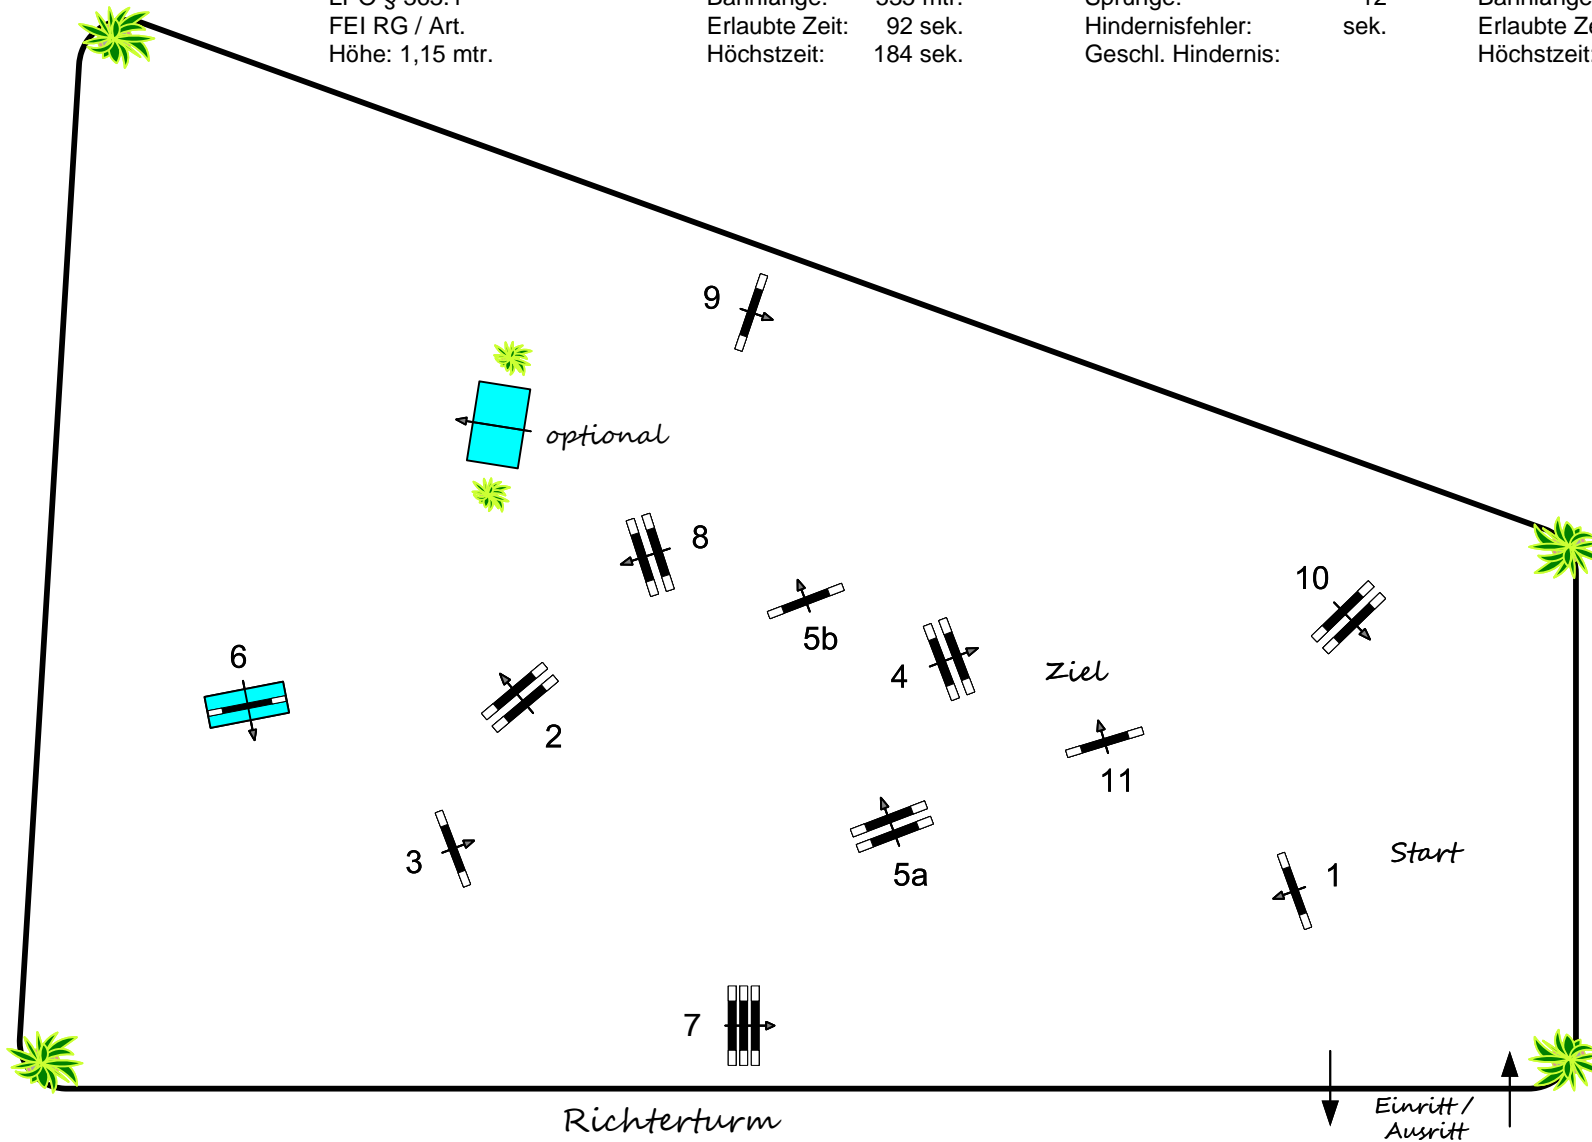 FEI RG / Art. Erlaubte Zeit: 92 sek. Hindernisfehler: sek.
Höhe: 1,15 mtr. Höchstzeit: 184 sek. Geschl. Hindernis: Höchstzeit:
9
optional
8
10
5b
6
4
Ziel
2
11
3
5a
Start
1
7
Richterturm
Einritt /
Ausritt